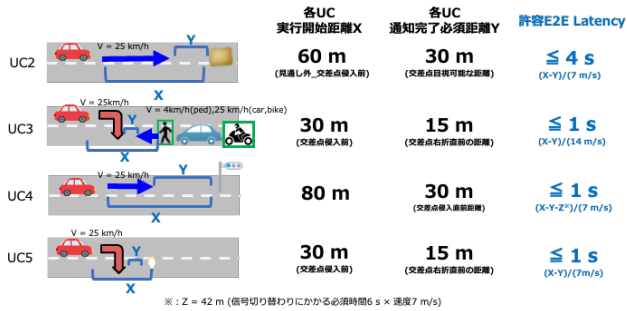 各UC
実行開始距離X
各UC
通知完了必須距離Y
許容E2E Latency
UC2
V = 25 km/h
Y
X
60 m
(見通し外_交差点侵入前)
30 m
(交差点目視可能な距離)
≦ 4 s
(X-Y)/(7 m/s)
UC3
V = 25km/h
V = 4km/h(ped),25 km/h(car,bike)
Y
X
30 m
(交差点侵入前)
15 m
(交差点右折直前の距離)
≦ 1 s
(X-Y)/(14 m/s)
UC4
V = 25 km/h
Y
X
80 m
30 m
(交差点侵入直前距離)
≦ 1 s
(X-Y-Z※)/(7 m/s)
UC5
V = 25 km/h
Y
X
30 m
(交差点侵入前)
15 m
(交差点右折直前の距離)
≦ 1 s
(X-Y)/(7m/s)
※：Z = 42 m (信号切り替わりにかかる必須時間6 s × 速度7 m/s)